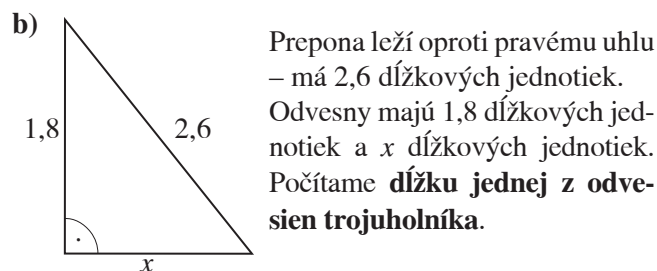 b)
Prepona leží oproti pravému uhlu
– má 2,6 dĺžkových jednotiek.
Odvesny majú 1,8 dĺžkových jed-
notiek a x dĺžkových jednotiek.
Počítame dĺžku jednej z odve-
sien trojuholníka.
1,8
2,6
x